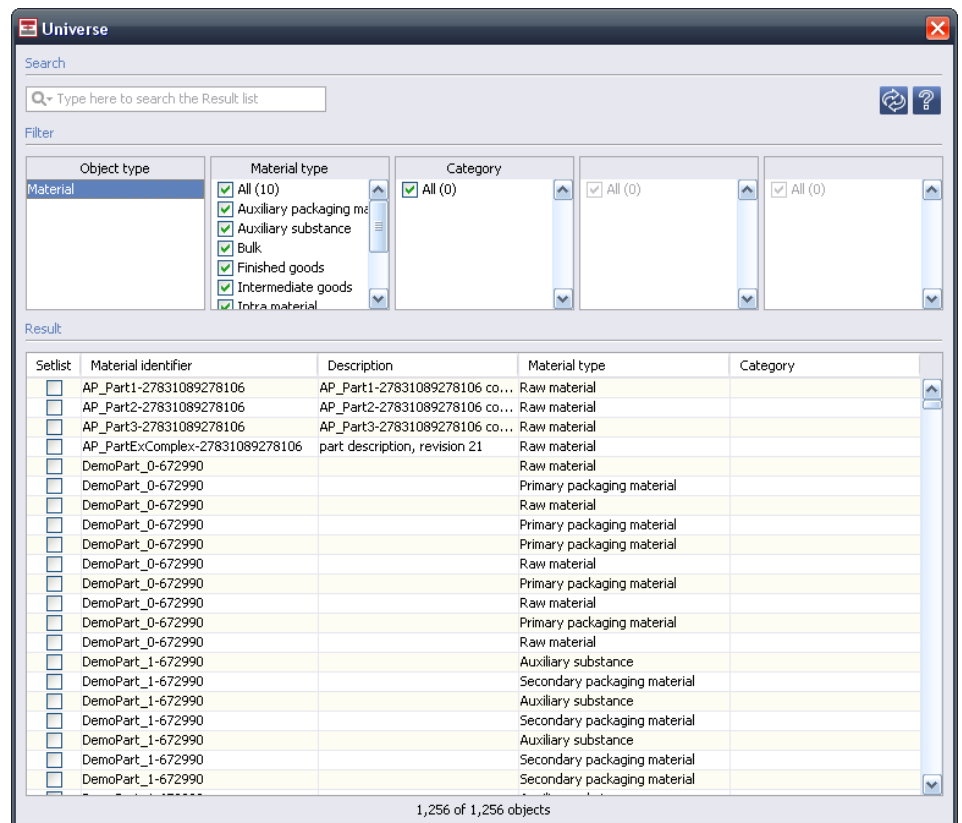 Universe
Search
Type here to search the Result list
Filter
Object type Material type Category
Material All (10) All (0) All (0) All (0)
Auxiliary packaging ma
Auxiliary substance
Bulk
Finished goods
Intermediate goods
Intra material
Result
Setlist Material identifier Description Material type Category
AP_Part1-27831089278106 AP_Part1-27831089278106 co... Raw material
AP_Part2-27831089278106 AP_Part2-27831089278106 co... Raw material
AP_Part3-27831089278106 AP_Part3-27831089278106 co... Raw material
AP_PartExComplex-27831089278106 part description, revision 21 Raw material
DemoPart_0-672990 Raw material
DemoPart_0-672990 Primary packaging material
DemoPart_0-672990 Raw material
DemoPart_0-672990 Primary packaging material
DemoPart_0-672990 Primary packaging material
DemoPart_0-672990 Raw material
DemoPart_0-672990 Primary packaging material
DemoPart_0-672990 Raw material
DemoPart_0-672990 Primary packaging material
DemoPart_0-672990 Raw material
DemoPart_1-672990 Auxiliary substance
DemoPart_1-672990 Secondary packaging material
DemoPart_1-672990 Auxiliary substance
DemoPart_1-672990 Secondary packaging material
DemoPart_1-672990 Auxiliary substance
DemoPart_1-672990 Secondary packaging material
DemoPart_1-672990 Secondary packaging material
1,256 of 1,256 objects